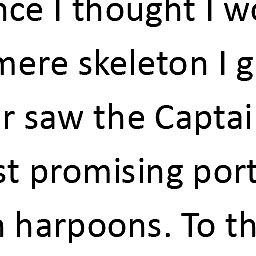 nce I thought I wo
mere skeleton I g
r saw the Captai
st promising port
harpoons. To th